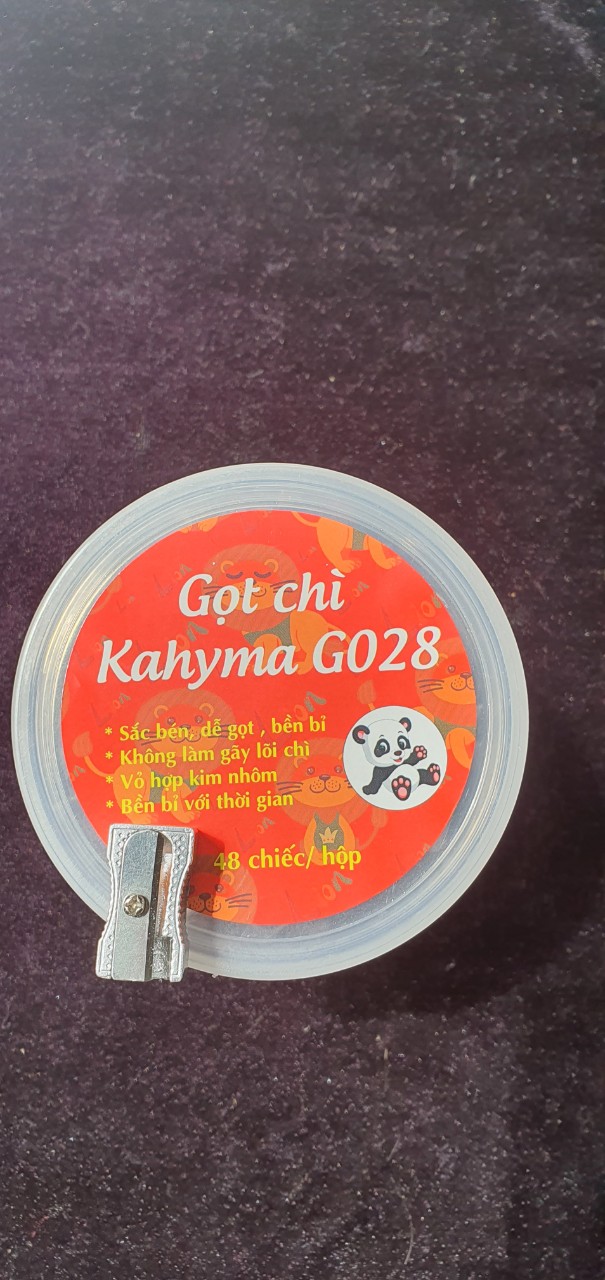 Gọt chì
Kahyma G028
* Sắc bén, dễ gọt , bền bỉ
* Không làm gãy lõi chì
* Vỏ hợp kim nhôm
* Bền bỉ với thời gian
48 chiếc/ hộp